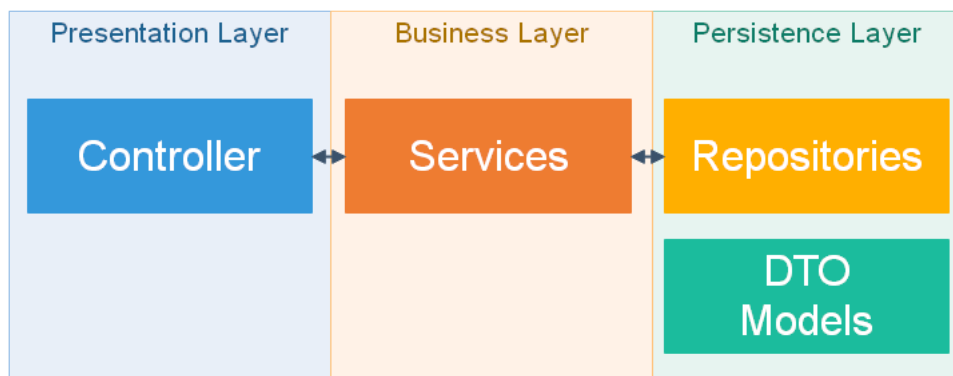 Presentation Layer
Business Layer
Persistence Layer
Controller
Services
Repositories
DTO
Models